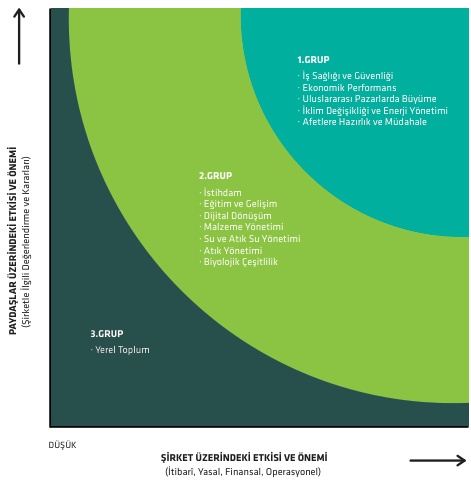 PAYDAŞLAR ÜZERİNDEKİ ETKİSİ VE ÖNEMİ
(Şirketle İlgili Değerlendirme ve Kararları)
1.GRUP
· İş Sağlığı ve Güvenliği
· Ekonomik Performans
· Uluslararası Pazarlarda Büyüme
· İklim Değişikliği ve Enerji Yönetimi
· Afetlere Hazırlık ve Müdahale
2.GRUP
· İstihdam
· Eğitim ve Gelişim
· Dijital Dönüşüm
· Malzeme Yönetimi
· Su ve Atık Su Yönetimi
· Atık Yönetimi
· Biyolojik Çeşitlilik
3.GRUP
· Yerel Toplum
DÜŞÜK
ŞİRKET ÜZERİNDEKİ ETKİSİ VE ÖNEMİ
(İtibari, Yasal, Finansal, Operasyonel)